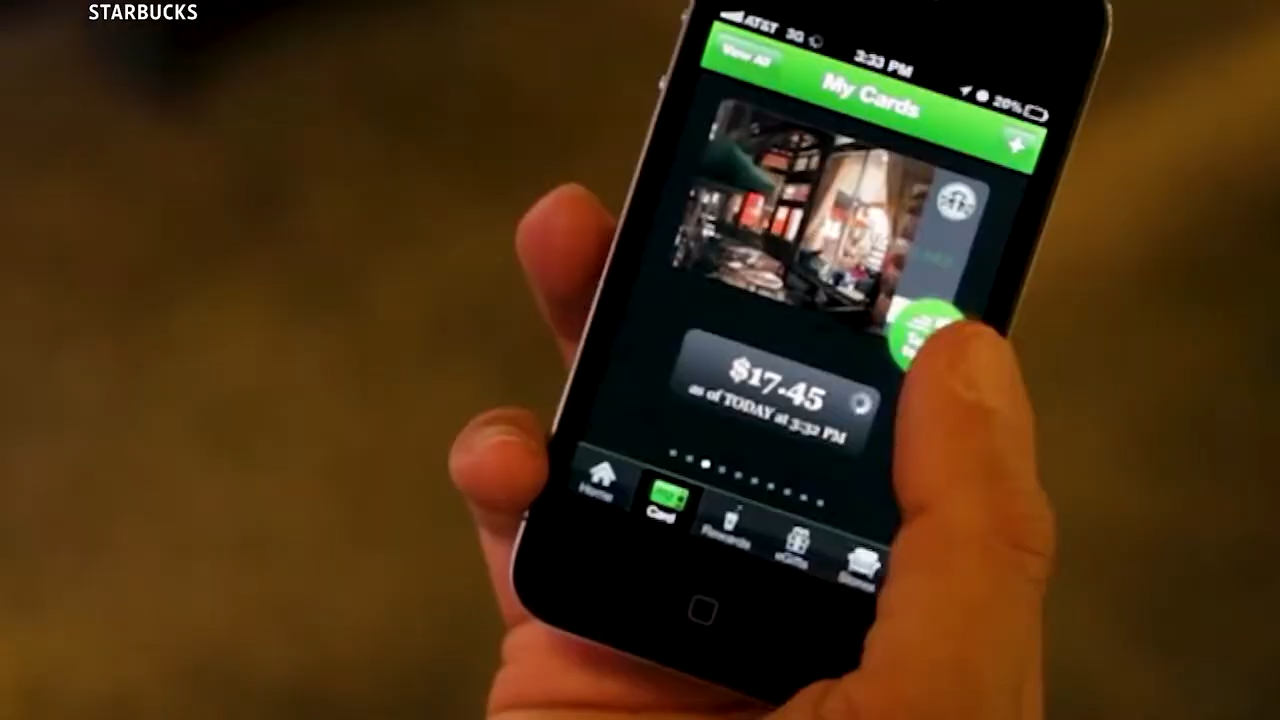 STARBUCKS
AT&T 3G 3:33 PM 20%
View All My Cards +
$17.45
as of TODAY at 3:32 PM
Home Card Rewards eGifts Stores